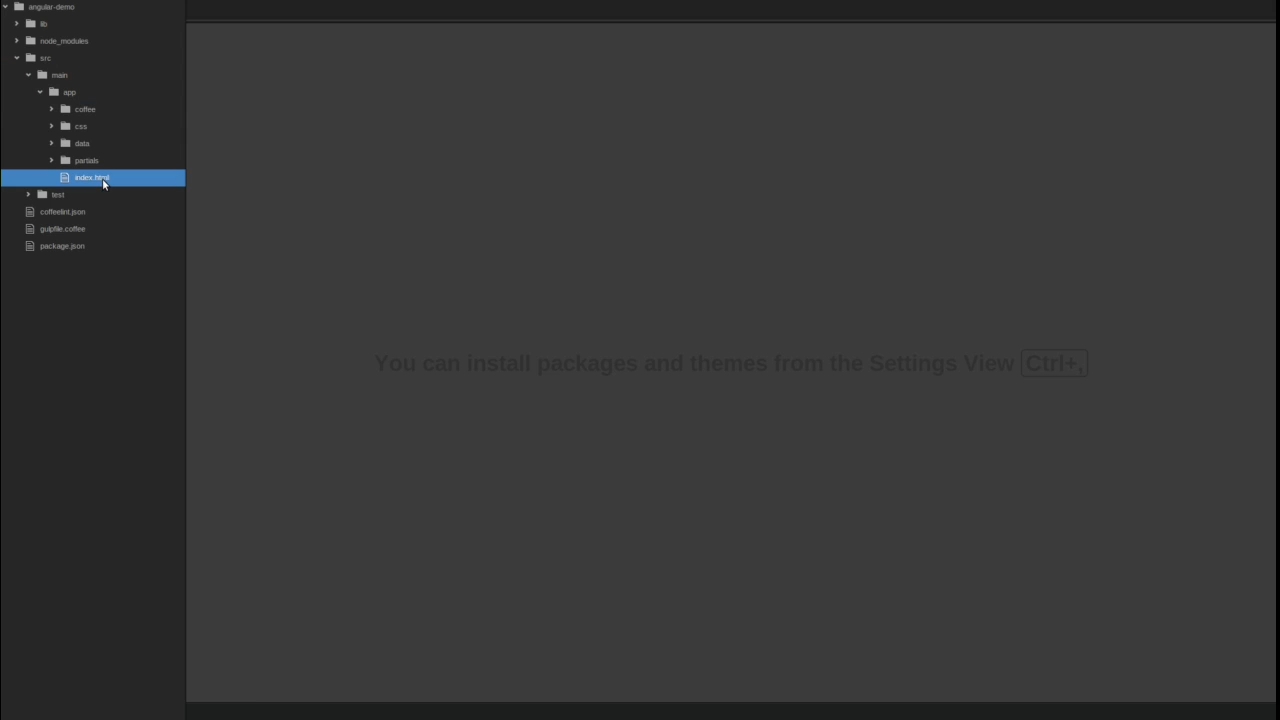 angular-demo
lib
node_modules
src
main
app
coffee
css
data
partials
index.html
test
coffeelint.json
gulpfile.coffee
package.json
You can install packages and themes from the Settings View Ctrl+,